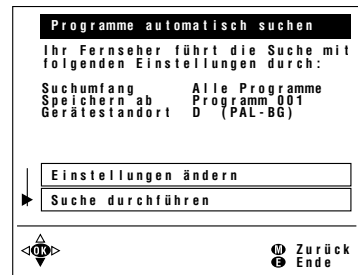 Programme automatisch suchen
Ihr Fernseher führt die Suche mit
folgenden Einstellungen durch:
Suchumfang Alle Programme
Speichern ab Programm 001
Gerätestandort D (PAL-BG)
Einstellungen ändern
Suche durchführen
OK
M Zurück
E Ende